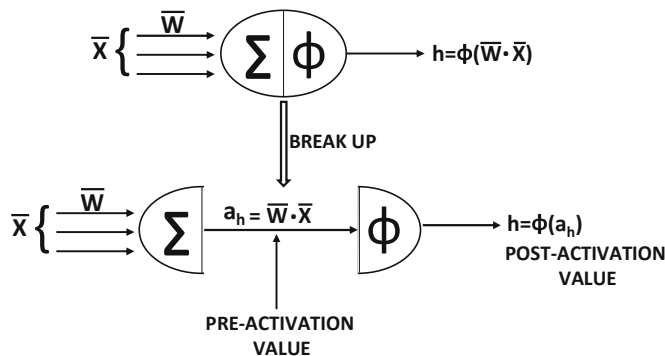 W̅
X̅ {
∑ ϕ
h=ϕ(W̅·X̅)
BREAK UP
W̅
X̅ {
∑
a_h = W̅·X̅
ϕ
h=ϕ(a_h)
POST-ACTIVATION
VALUE
PRE-ACTIVATION
VALUE